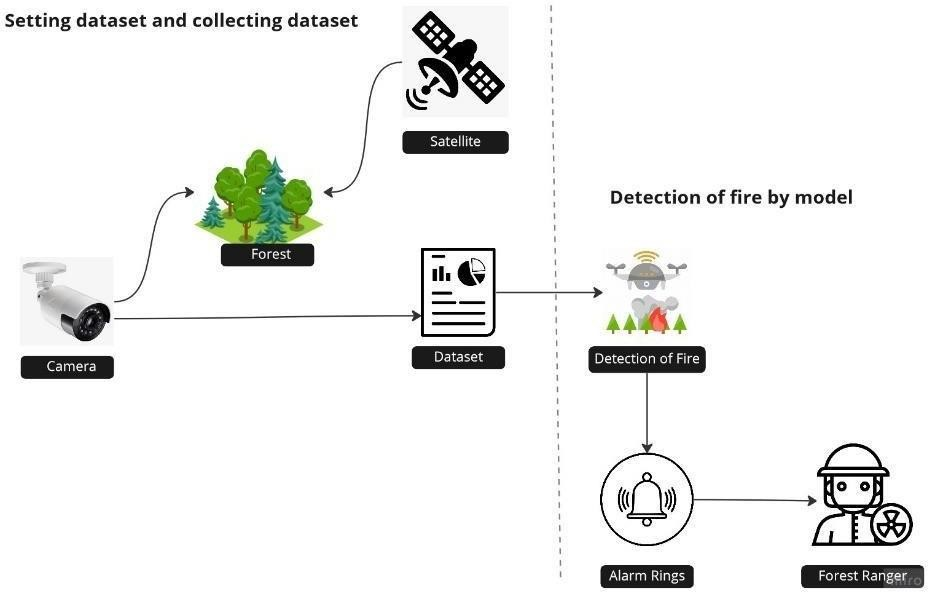 Setting dataset and collecting dataset
Satellite
Detection of fire by model
Forest
Camera
Dataset
Detection of Fire
Alarm Rings
Forest Ranger
miro